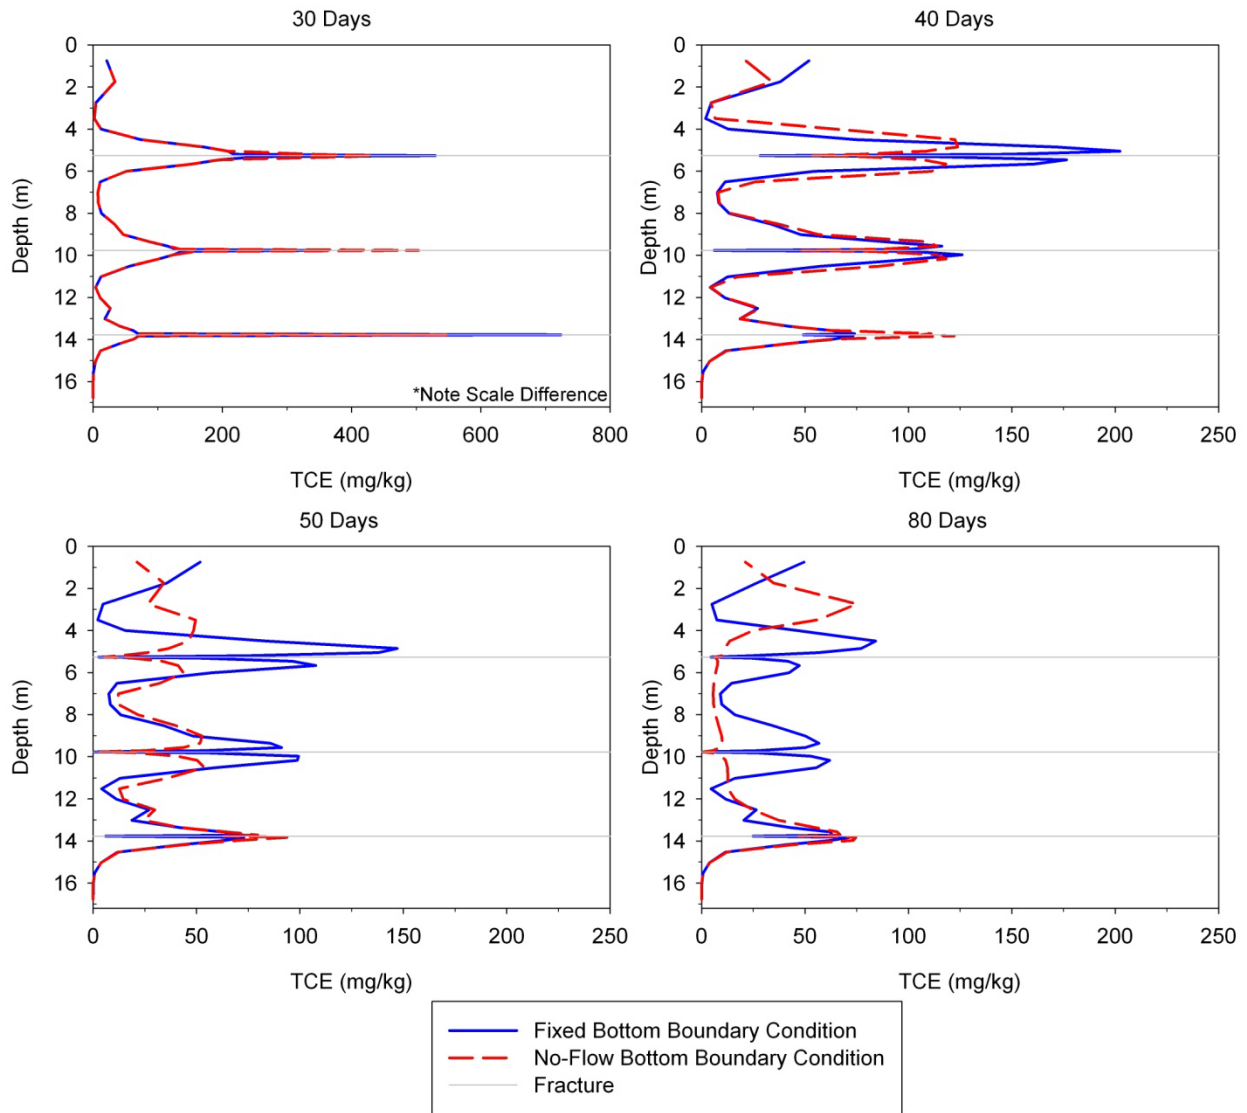 30 Days
0
2
4
6
8
10
12
14
16
Depth (m)
*Note Scale Difference
0 200 400 600 800
TCE (mg/kg)
40 Days
0
2
4
6
8
10
12
14
16
Depth (m)
0 50 100 150 200 250
TCE (mg/kg)
50 Days
0
2
4
6
8
10
12
14
16
Depth (m)
0 50 100 150 200 250
TCE (mg/kg)
80 Days
0
2
4
6
8
10
12
14
16
Depth (m)
0 50 100 150 200 250
TCE (mg/kg)
Fixed Bottom Boundary Condition
No-Flow Bottom Boundary Condition
Fracture